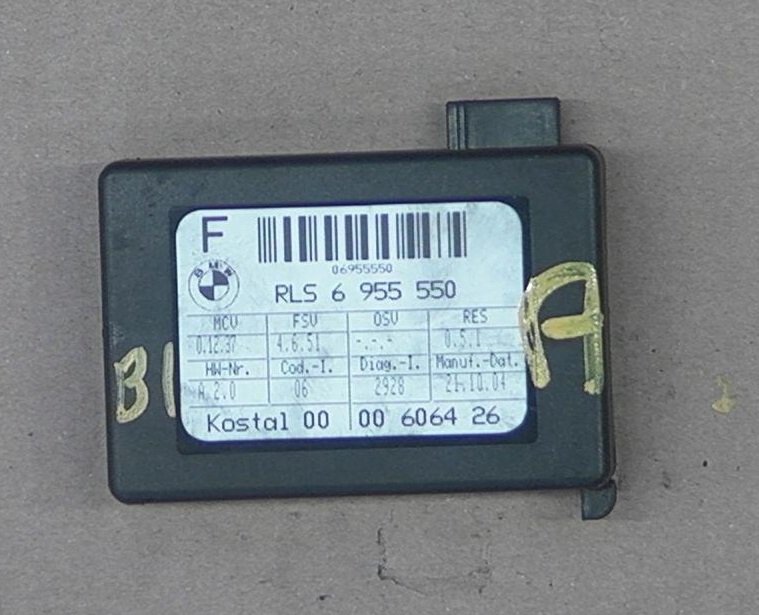 F
06955550
BMW
RLS 6 955 550
MCV FSV OSV RES
0.12.37 4.6.51 -.-.- 0.5.1
HW-Nr. Cod.-I. Diag.-I. Manuf.-Dat.
A 2.0 06 2928 21.10.04
Kostal 00 00 6064 26
B1
A